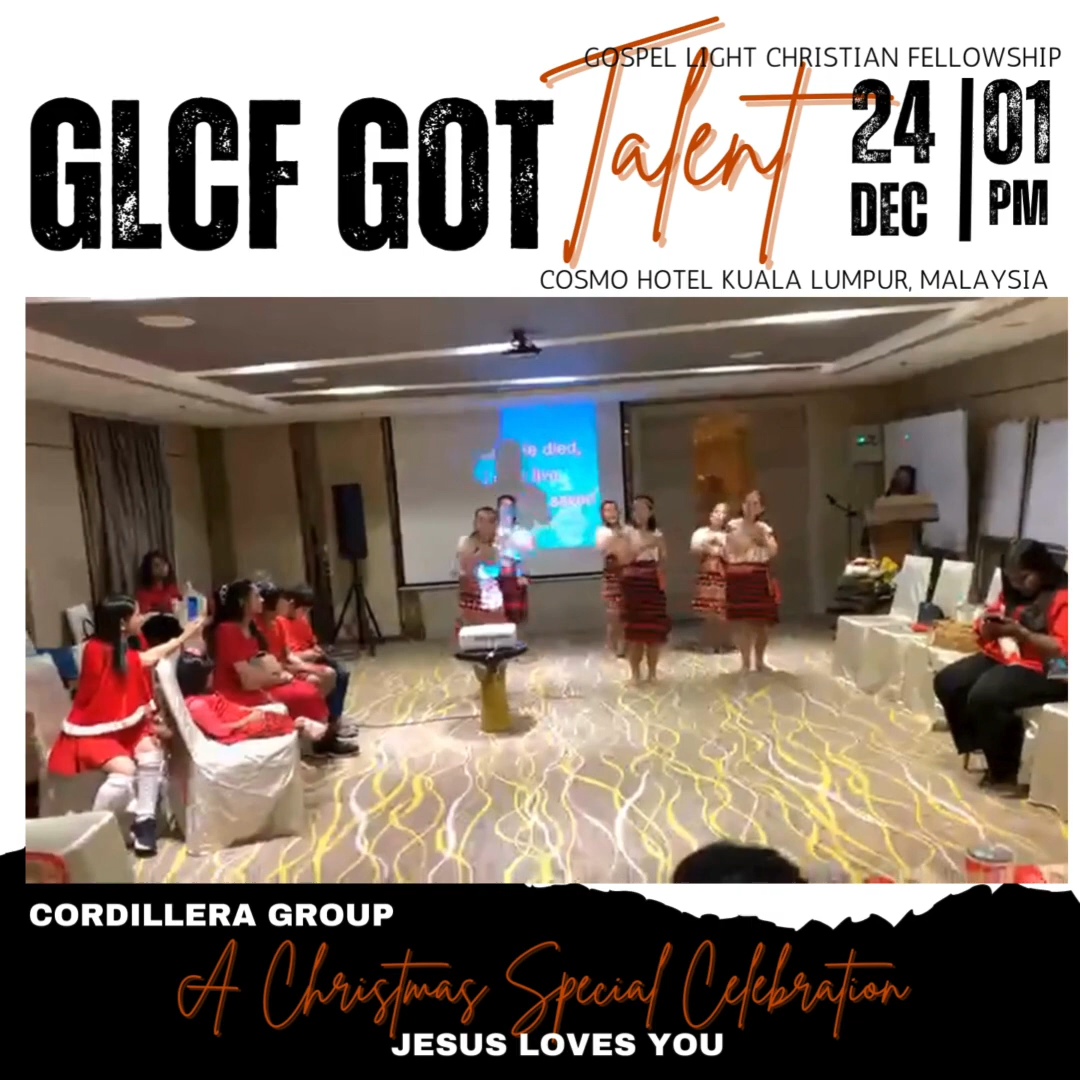 GOSPEL LIGHT CHRISTIAN FELLOWSHIP
GLCF GOT Talent
24 DEC | 01 PM
COSMO HOTEL KUALA LUMPUR, MALAYSIA
died,
CORDILLERA GROUP
A Christmas Special Celebration
JESUS LOVES YOU